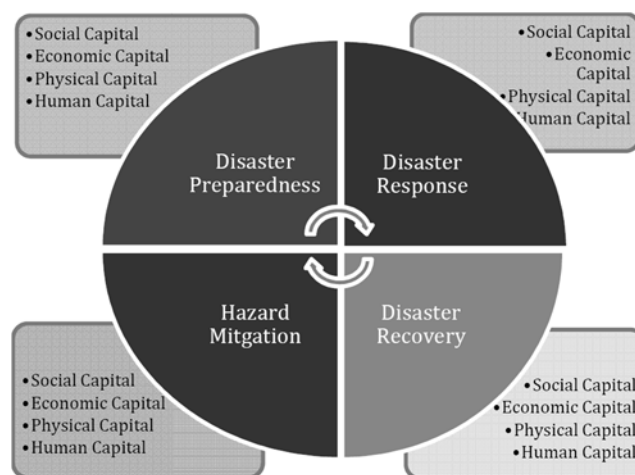 •Social Capital
•Economic Capital
•Physical Capital
•Human Capital
•Social Capital
•Economic
Capital
•Physical Capital
Human Capital
Disaster
Preparedness
Disaster
Response
Hazard
Mitgation
Disaster
Recovery
•Social Capital
•Economic Capital
•Physical Capital
•Human Capital
•Social Capital
•Economic Capital
•Physical Capital
•Human Capital